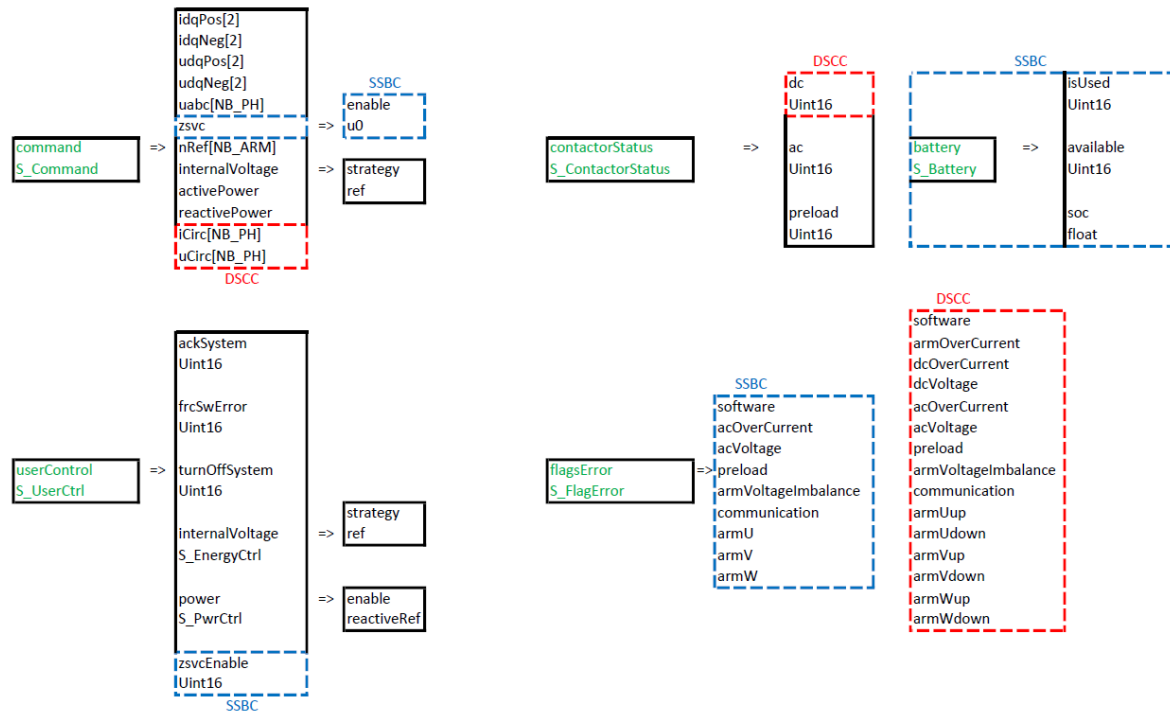 idqPos[2]
idqNeg[2]
udqPos[2]
udqNeg[2]
uabc[NB_PH]
zsvc
nRef[NB_ARM]
internalVoltage
activePower
reactivePower
iCirc[NB_PH]
uCirc[NB_PH]
DSCC
command
S_Command
=>
=>
SSBC
enable
u0
=>
strategy
ref
contactorStatus
S_ContactorStatus
=>
DSCC
dc
Uint16
ac
Uint16
preload
Uint16
SSBC
battery
S_Battery
=>
isUsed
Uint16
available
Uint16
soc
float
userControl
S_UserCtrl
=>
ackSystem
Uint16
frcSwError
Uint16
turnOffSystem
Uint16
internalVoltage
S_EnergyCtrl
=>
strategy
ref
power
S_PwrCtrl
=>
enable
reactiveRef
zsvcEnable
Uint16
SSBC
flagsError
S_FlagError
=>
SSBC
software
acOverCurrent
acVoltage
preload
armVoltageImbalance
communication
armU
armV
armW
DSCC
software
armOverCurrent
dcOverCurrent
dcVoltage
acOverCurrent
acVoltage
preload
armVoltageImbalance
communication
armUup
armUdown
armVup
armVdown
armWup
armWdown